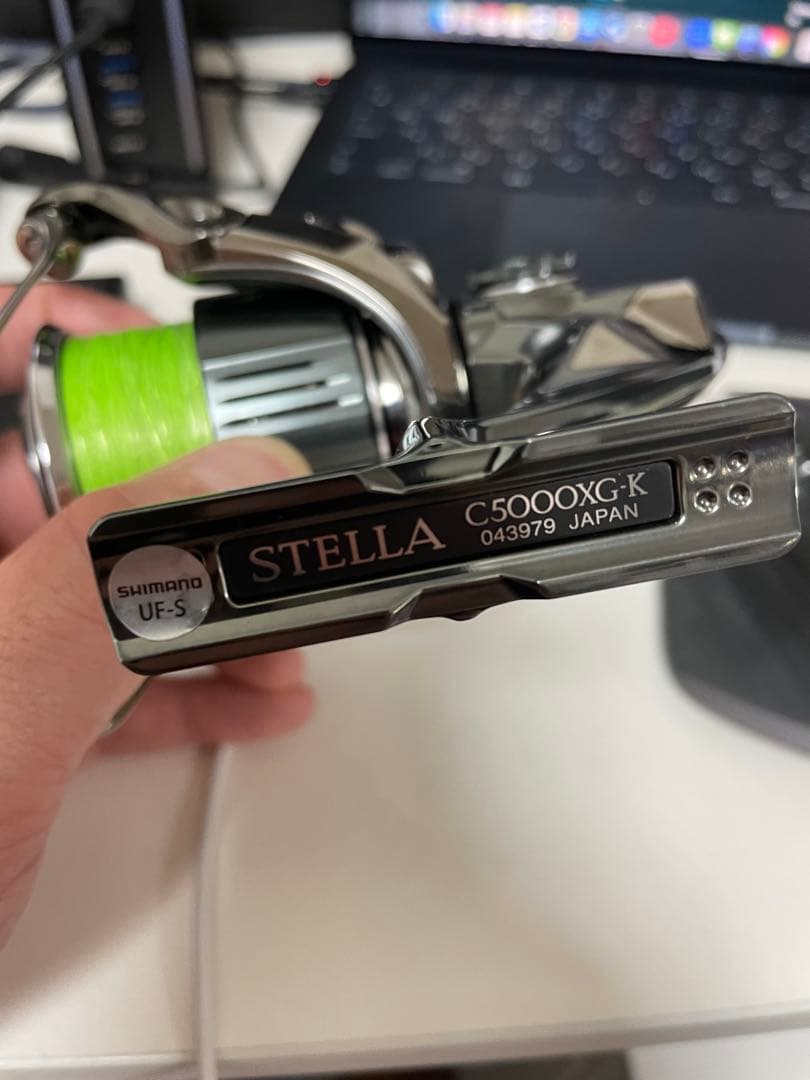 STELLA C5000XG-K
043979 JAPAN
SHIMANO
UF-S